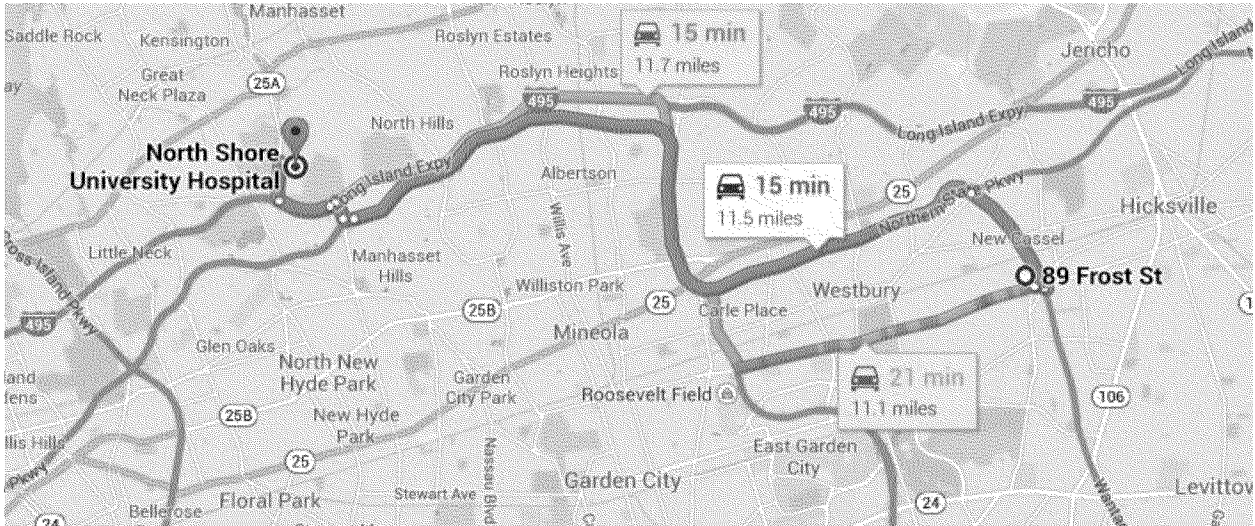 Manhasset
Saddle Rock
Kensington
Roslyn Estates
15 min
11.7 miles
Jericho
Long Island
Great
Neck Plaza
25A
Roslyn Heights
495
495
495
Long Island Expy
North Hills
North Shore
University Hospital
Long Island Expy
Albertson
15 min
11.5 miles
25
Northern State Pkwy
Hicksville
Cross Island Pkwy
Little Neck
Willis Ave
New Cassel
Manhasset
Hills
89 Frost St
Williston Park
25
Westbury
25B
Carle Place
495
Mineola
Glen Oaks
North New
Hyde Park
Garden
City Park
Roosevelt Field
21 min
11.1 miles
106
25B
New Hyde
Park
llis Hills
East Garden
City
25
Pkwy
Nassau Blvd
Garden City
Stewart Ave
Floral Park
Bellerose
24
24
Levittow